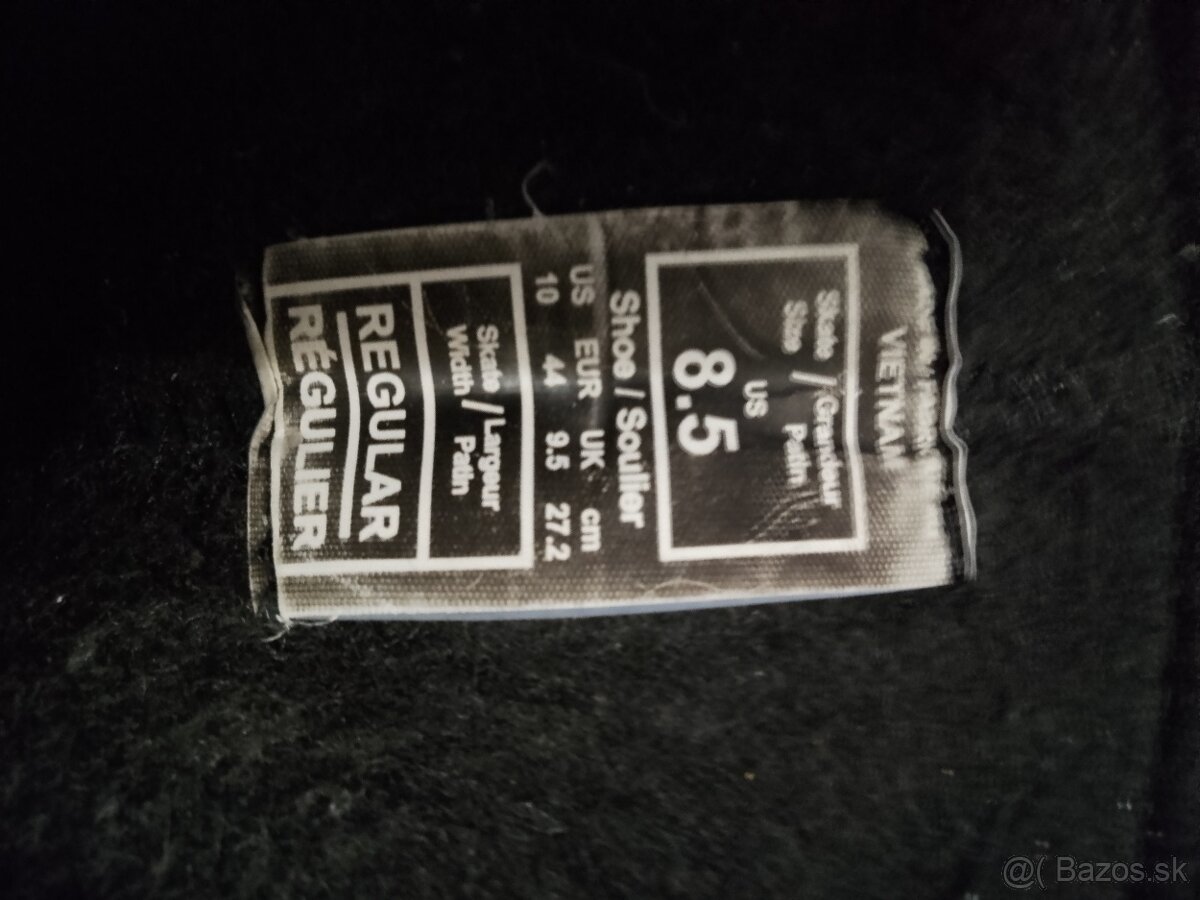 VIETNAM
Skate / Grandeur
Size Patin
US
8.5
Shoe / Soulier
US EUR UK cm
10 44 9.5 27.2
Skate / Largeur
Width Patin
REGULAR
RÉGULIER
@( Bazos.sk